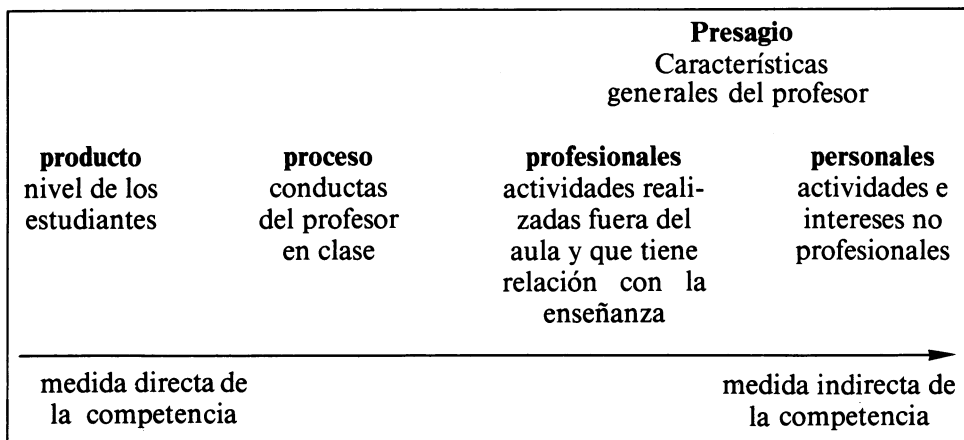 Presagio
Características
generales del profesor
producto
nivel de los
estudiantes
proceso
conductas
del profesor
en clase
profesionales
actividades reali-
zadas fuera del
aula y que tiene
relación con la
enseñanza
personales
actividades e
intereses no
profesionales
medida directa de
la competencia
medida indirecta de
la competencia